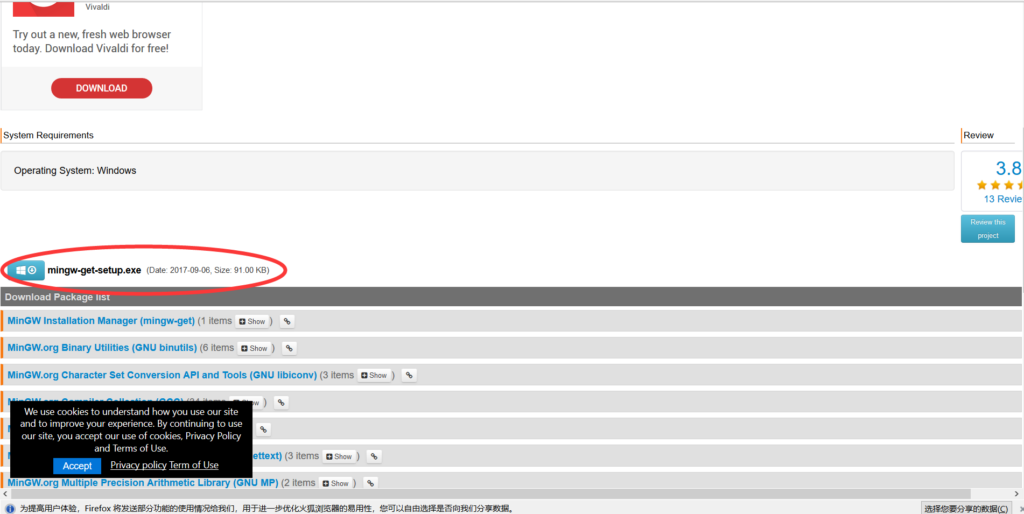 Vivaldi
Try out a new, fresh web browser
today. Download Vivaldi for free!
DOWNLOAD
System Requirements
Review
Operating System: Windows
3.8
13 Revie
Review this
project
mingw-get-setup.exe (Date: 2017-09-06, Size: 91.00 KB)
Download Package list
MinGW Installation Manager (mingw-get) (1 items Show)
MinGW.org Binary Utilities (GNU binutils) (6 items Show)
MinGW.org Character Set Conversion API and Tools (GNU libiconv) (3 items Show)
We use cookies to understand how you use our site
and to improve your experience. By continuing to use
our site, you accept our use of cookies, Privacy Policy
and Terms of Use.
Accept Privacy policy Term of Use
ettext) (3 items Show)
MinGW.org Multiple Precision Arithmetic Library (GNU MP) (2 items Show)
为提高用户体验，Firefox 将发送部分功能的使用情况给我们，用于进一步优化火狐浏览器的易用性，您可以自由选择是否向我们分享数据。
选择您要分享的数据(C)